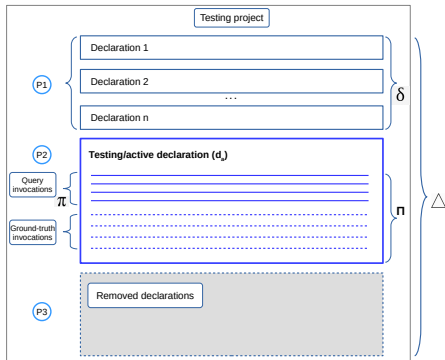 Testing project
Declaration 1
P1
Declaration 2
...
δ
Declaration n
P2
Testing/active declaration (dₐ)
Query
invocations
π
Π
△
Ground-truth
invocations
Removed declarations
P3